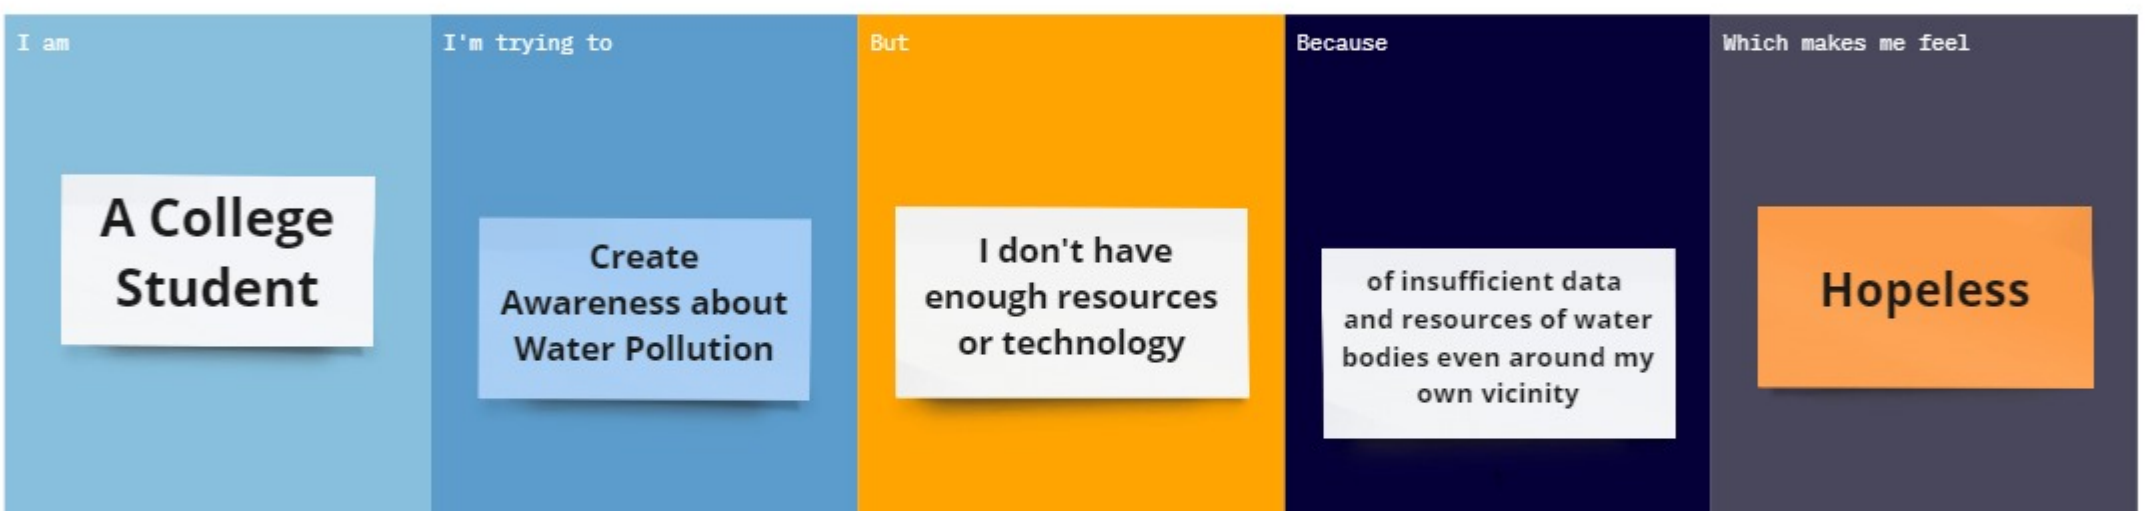 I am
A College
Student
I'm trying to
Create
Awareness about
Water Pollution
But
I don't have
enough resources
or technology
Because
of insufficient data
and resources of water
bodies even around my
own vicinity
Which makes me feel
Hopeless